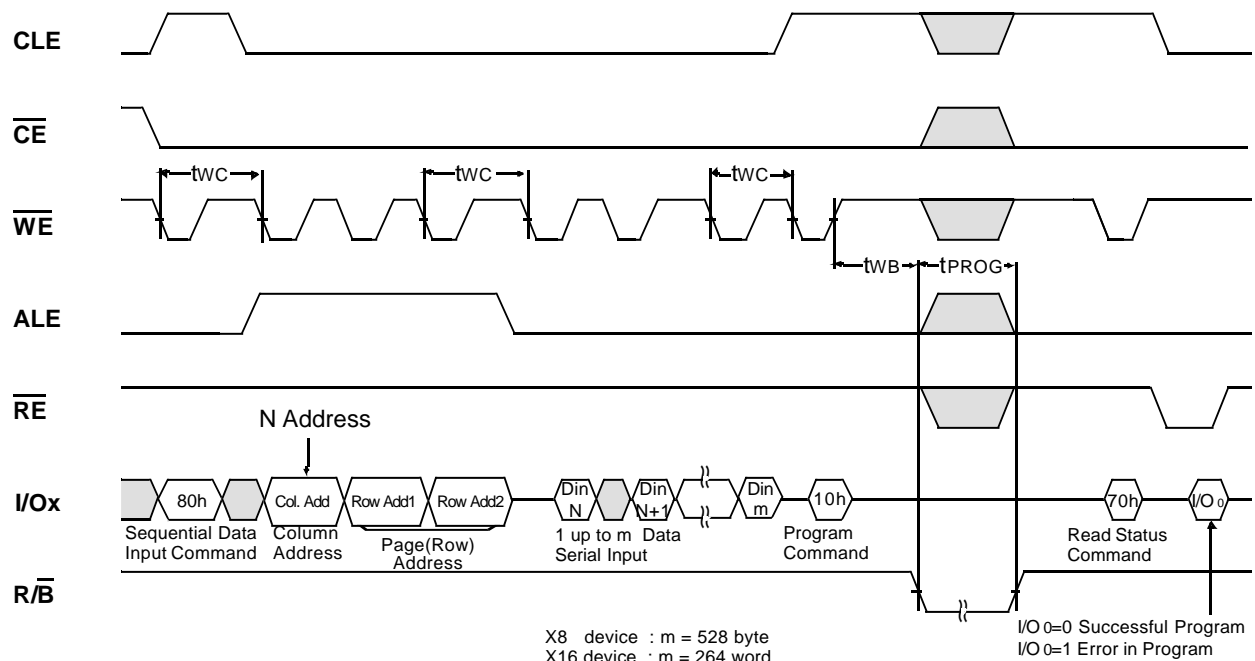 CLE
CE
tWC tWC tWC
WE
tWB tPROG
ALE
RE
N Address
I/Ox
80h Col. Add Row Add1 Row Add2 Din N Din N+1 Din m 10h 70h I/O 0
Sequential Data Input Command
Column Address
Page(Row) Address
1 up to m Data Serial Input
Program Command
Read Status Command
R/B
X8 device : m = 528 byte
X16 device : m = 264 word
I/O 0=0 Successful Program
I/O 0=1 Error in Program